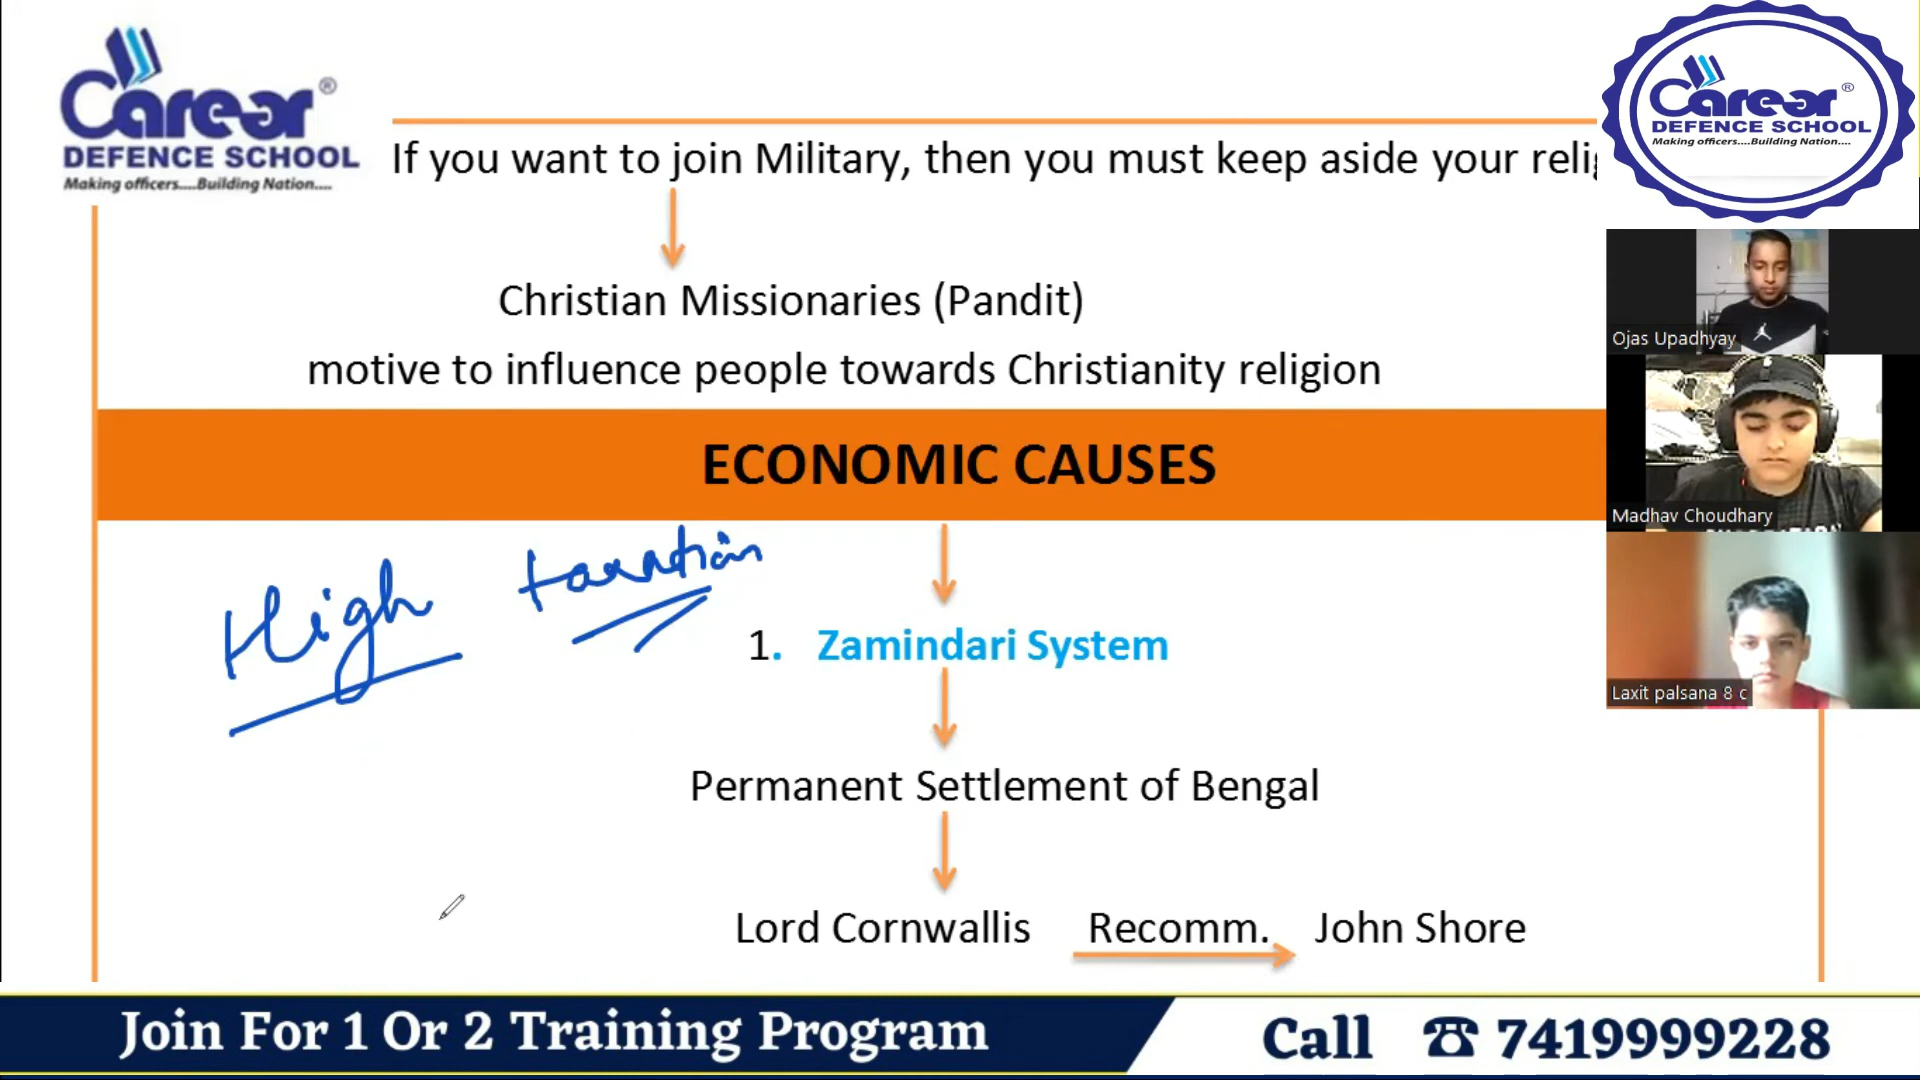 Carear®
DEFENCE SCHOOL
Making officers....Building Nation....
If you want to join Military, then you must keep aside your
Carear®
DEFENCE SCHOOL
Making officers....Building Nation....
Christian Missionaries (Pandit)
motive to influence people towards Christianity religion
ECONOMIC CAUSES
High taxation
1. Zamindari System
Permanent Settlement of Bengal
Lord Cornwallis Recomm. John Shore
Ojas Upadhyay
Madhav Choudhary
Laxit palsana 8 c
Join For 1 Or 2 Training Program
Call ☎ 7419999228